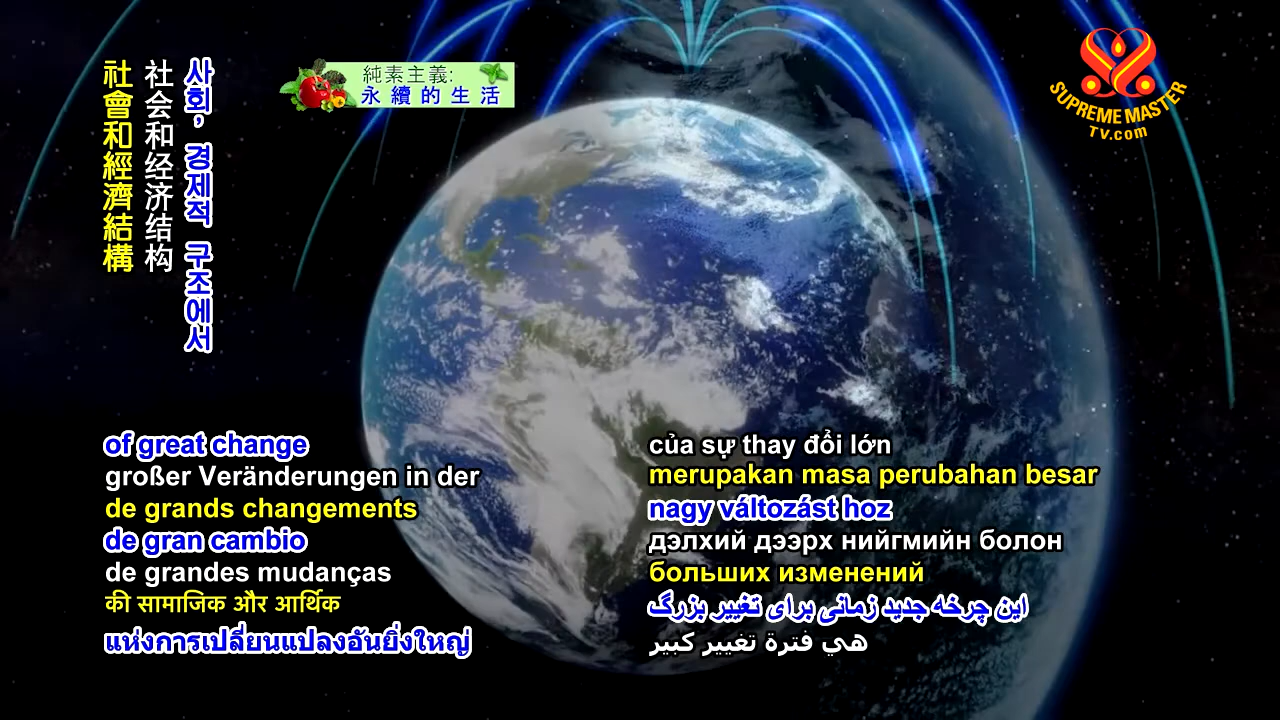 社會和經濟結構
社会和经济结构
사회, 경제적 구조에서
純素主義:
永續的生活
SUPREME MASTER
TV.com
of great change
großer Veränderungen in der
de grands changements
de gran cambio
de grandes mudanças
की सामाजिक और आर्थिक
แห่งการเปลี่ยนแปลงอันยิ่งใหญ่
của sự thay đổi lớn
merupakan masa perubahan besar
nagy változást hoz
дэлхий дээрх нийгмийн болон
больших изменений
این چرخه جدید زمانی برای تغییر بزرگ
هي فترة تغيير كبير